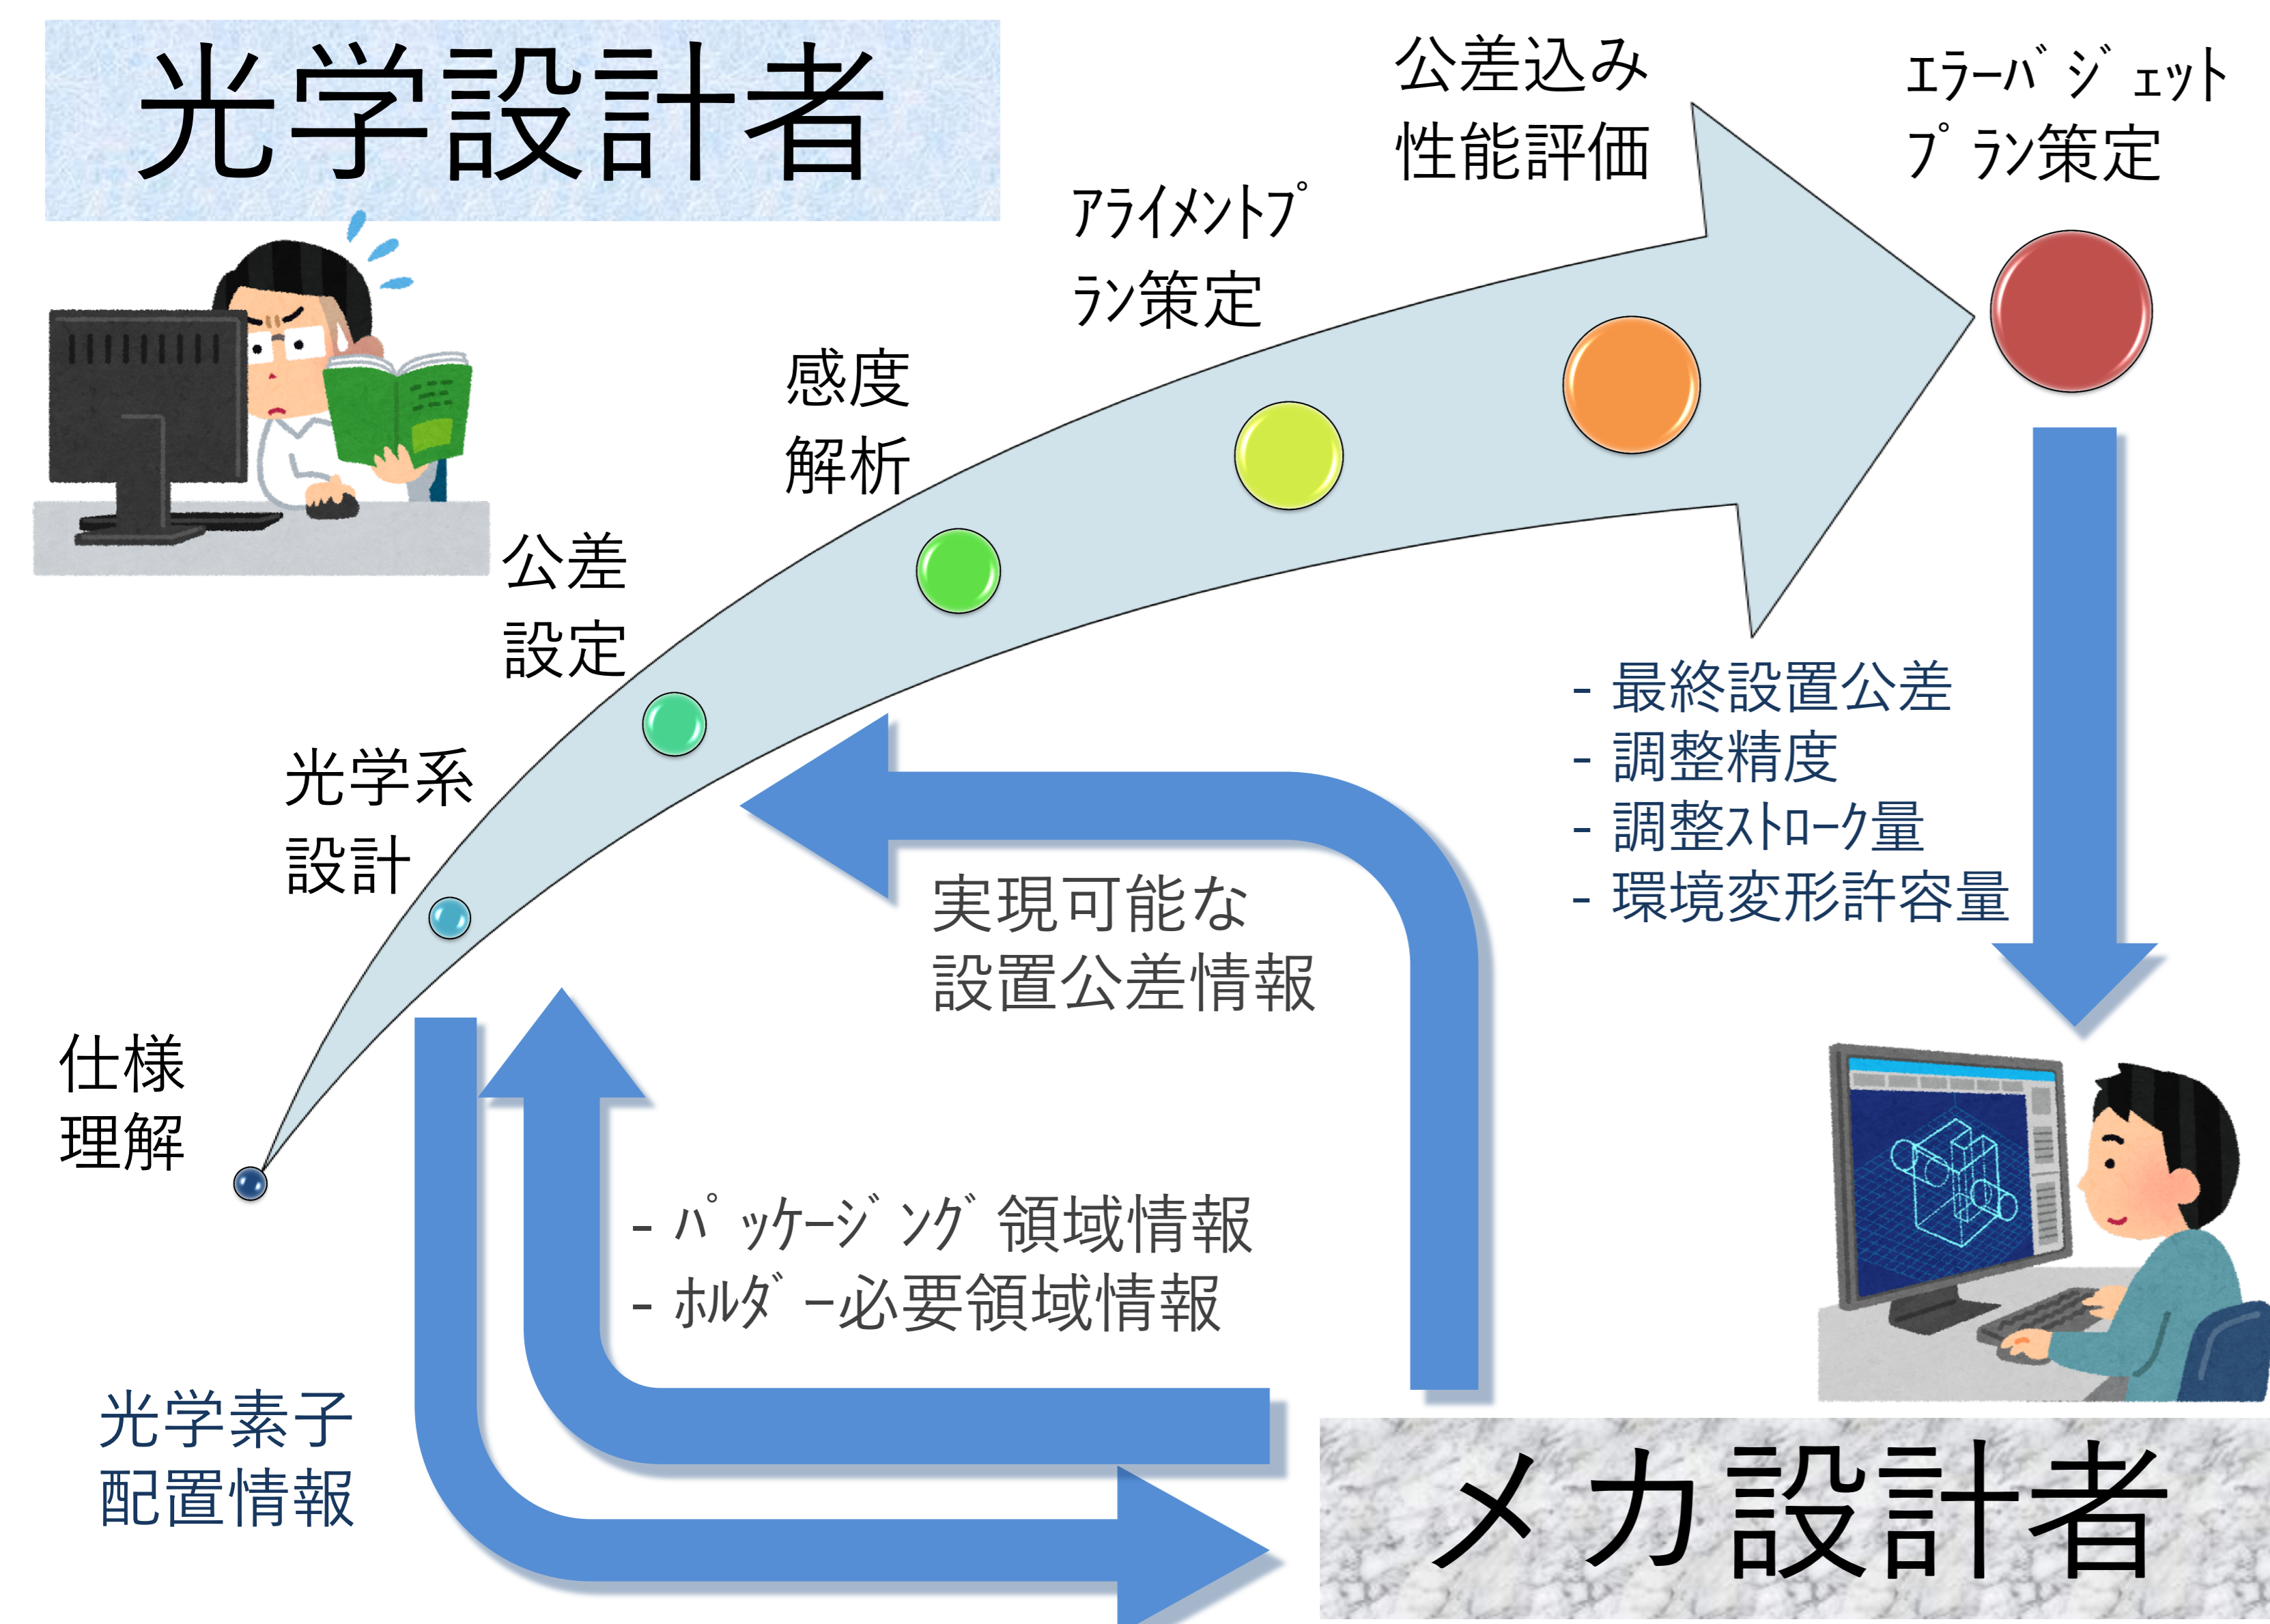 光学設計者
公差込み
性能評価
ｴﾗｰﾊﾞｼﾞｪｯﾄ
ﾌﾟﾗﾝ策定
ｱﾗｲﾒﾝﾄﾌﾟ
ﾗﾝ策定
感度
解析
公差
設定
光学系
設計
仕様
理解
- 最終設置公差
- 調整精度
- 調整ｽﾄﾛｰｸ量
- 環境変形許容量
実現可能な
設置公差情報
- ﾊﾟｯｹｰｼﾞﾝｸﾞ領域情報
- ﾎﾙﾀﾞｰ必要領域情報
光学素子
配置情報
メカ設計者